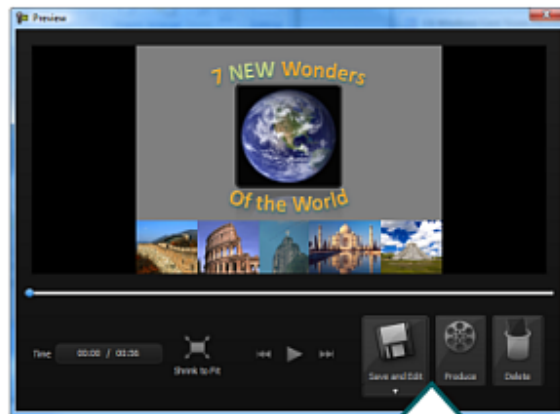 Preview
7 NEW Wonders
Of the World
Time 00:00 / 00:56
Shrink to Fit
Save and Edit
Produce
Delete